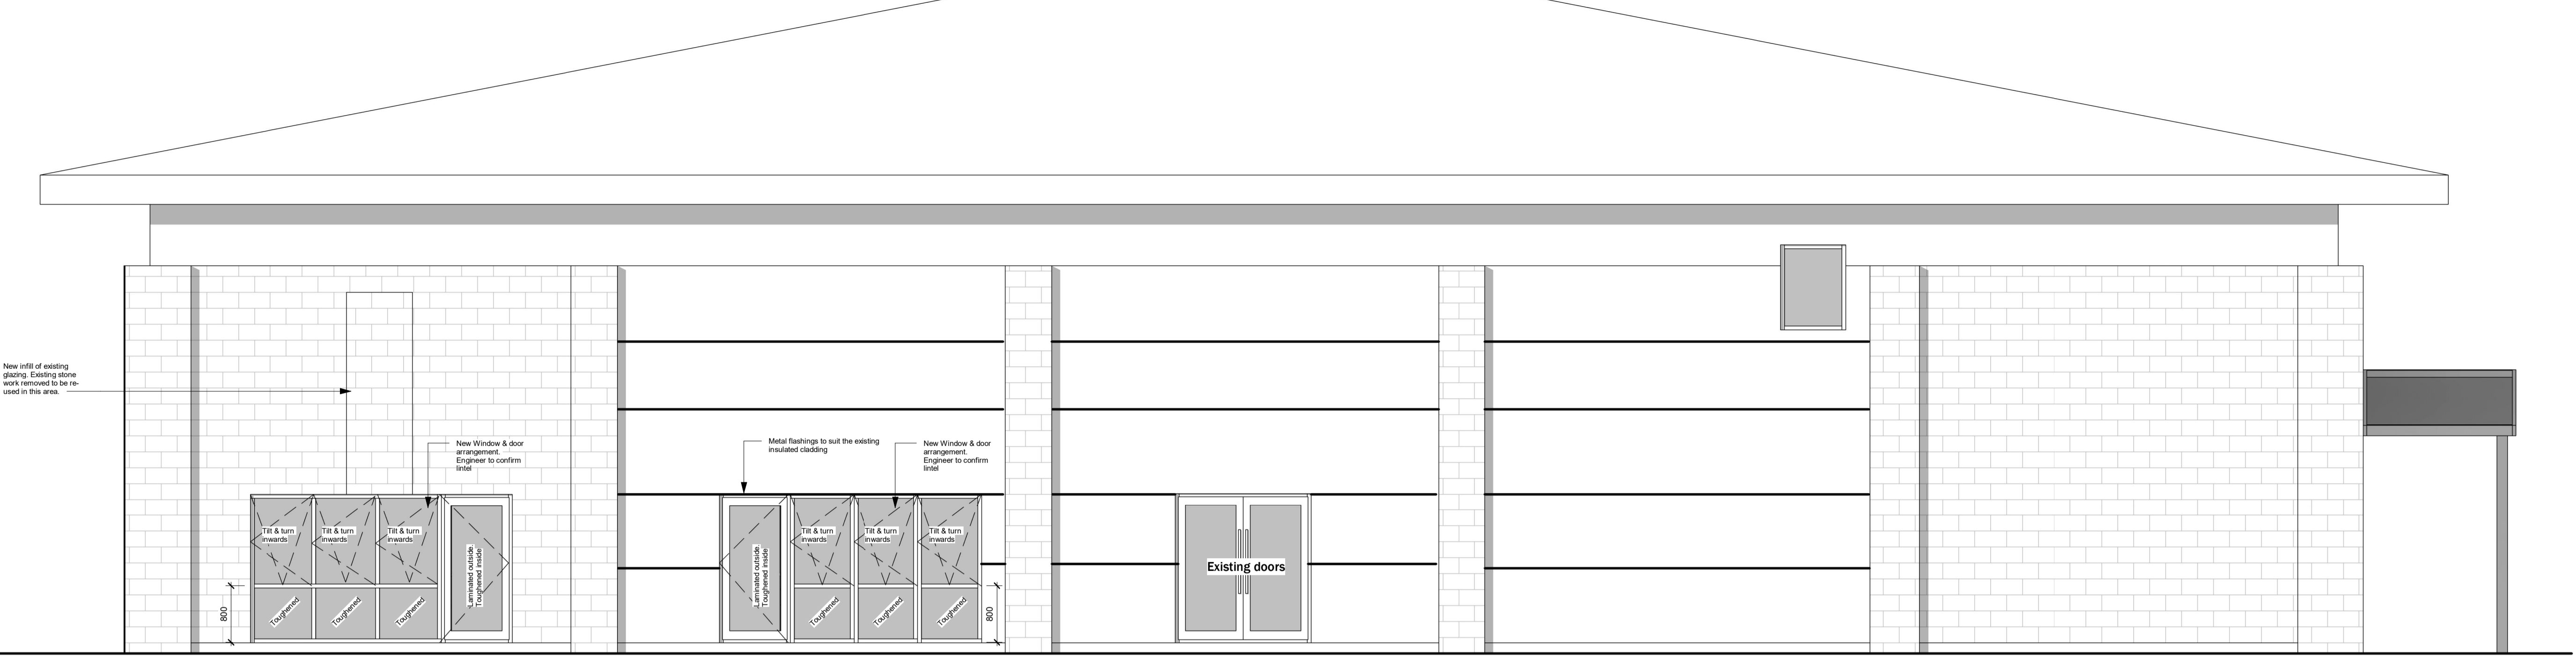 New infill of existing
glazing. Existing stone
work removed to be re-
used in this area.
New Window & door
arrangement.
Engineer to confirm
lintel
Metal flashings to suit the existing
insulated cladding
New Window & door
arrangement.
Engineer to confirm
lintel
Tilt & turn
inwards
Tilt & turn
inwards
Tilt & turn
inwards
Laminated outside.
Toughened inside
Toughened
Toughened
Toughened
800
Laminated outside.
Toughened inside
Tilt & turn
inwards
Tilt & turn
inwards
Tilt & turn
inwards
Toughened
Toughened
Toughened
800
Existing doors